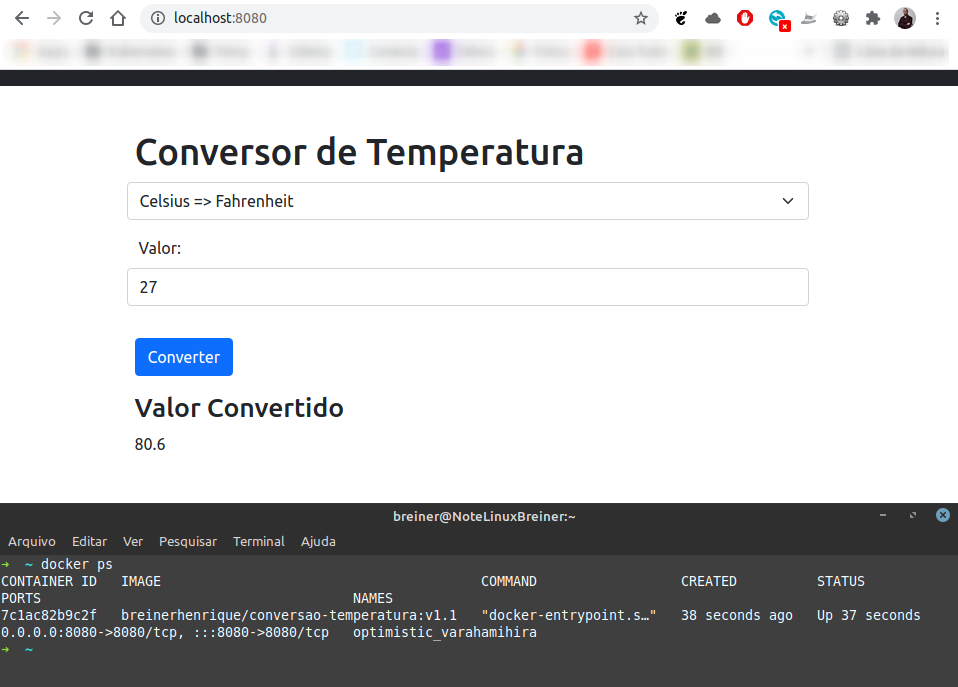 localhost:8080
Conversor de Temperatura
Celsius => Fahrenheit
Valor:
27
Converter
Valor Convertido
80.6
breiner@NoteLinuxBreiner:~
Arquivo Editar Ver Pesquisar Terminal Ajuda
➜ ~ docker ps
CONTAINER ID IMAGE COMMAND CREATED STATUS
PORTS NAMES
7c1ac82b9c2f breinerhenrique/conversao-temperatura:v1.1 "docker-entrypoint.s…" 38 seconds ago Up 37 seconds
0.0.0.0:8080->8080/tcp, :::8080->8080/tcp optimistic_varahamihira
➜ ~